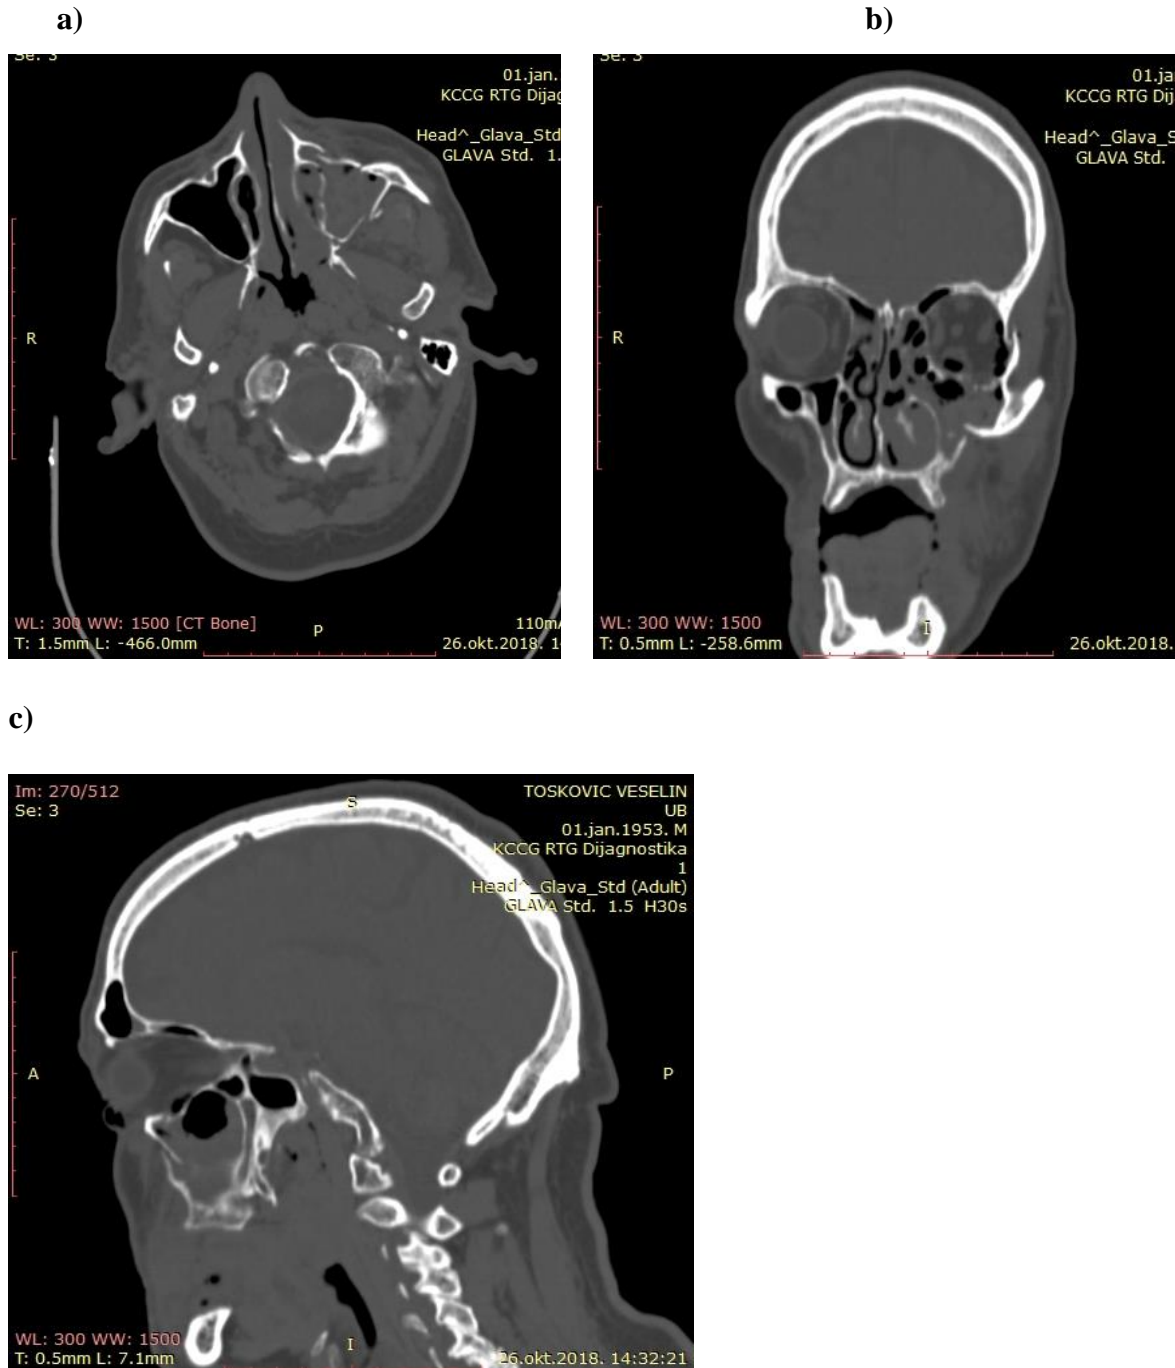 a)
b)
Se: 3
01.jan.
KCCG RTG Dijag
Head^_Glava_Std
GLAVA Std. 1.
R
WL: 300 WW: 1500 [CT Bone]
T: 1.5mm L: -466.0mm
P
110m
26.okt.2018. 1
Se: 3
01.ja
KCCG RTG Dij
Head^_Glava_S
GLAVA Std.
R
WL: 300 WW: 1500
T: 0.5mm L: -258.6mm
I
26.okt.2018.
c)
Im: 270/512
Se: 3
S
TOSKOVIC VESELIN
UB
01.jan.1953. M
KCCG RTG Dijagnostika
1
Head^_Glava_Std (Adult)
GLAVA Std. 1.5 H30s
A
P
WL: 300 WW: 1500
T: 0.5mm L: 7.1mm
I
26.okt.2018. 14:32:21